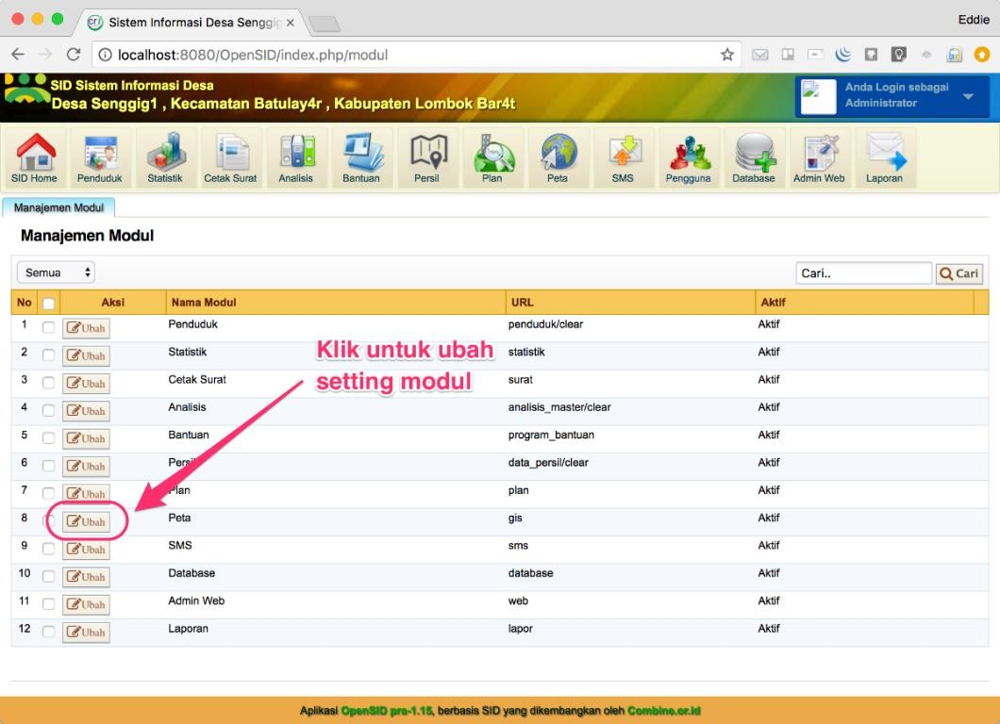 Sistem Informasi Desa Senggig
Eddie
localhost:8080/OpenSID/index.php/modul
SID Sistem Informasi Desa
Desa Senggig1 , Kecamatan Batulay4r , Kabupaten Lombok Bar4t
Anda Login sebagai
Administrator
SID Home
Penduduk
Statistik
Cetak Surat
Analisis
Bantuan
Persil
Plan
Peta
SMS
Pengguna
Database
Admin Web
Laporan
Manajemen Modul
Manajemen Modul
Semua
Cari..
Cari
No Aksi Nama Modul URL Aktif
1 Ubah Penduduk penduduk/clear Aktif
2 Ubah Statistik statistik Aktif
3 Ubah Cetak Surat surat Aktif
4 Ubah Analisis analisis_master/clear Aktif
5 Ubah Bantuan program_bantuan Aktif
6 Ubah Persil data_persil/clear Aktif
7 Ubah Plan plan Aktif
8 Ubah Peta gis Aktif
9 Ubah SMS sms Aktif
10 Ubah Database database Aktif
11 Ubah Admin Web web Aktif
12 Ubah Laporan lapor Aktif
Klik untuk ubah
setting modul
Aplikasi OpenSID pra-1.15, berbasis SID yang dikembangkan oleh Combine.or.id